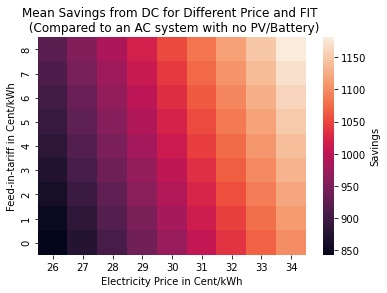 Mean Savings from DC for Different Price and FIT
(Compared to an AC system with no PV/Battery)
Feed-in-tariff in Cent/kWh
8
7
6
5
4
3
2
1
0
26 27 28 29 30 31 32 33 34
Electricity Price in Cent/kWh
1150
1100
1050
1000
950
900
850
Savings